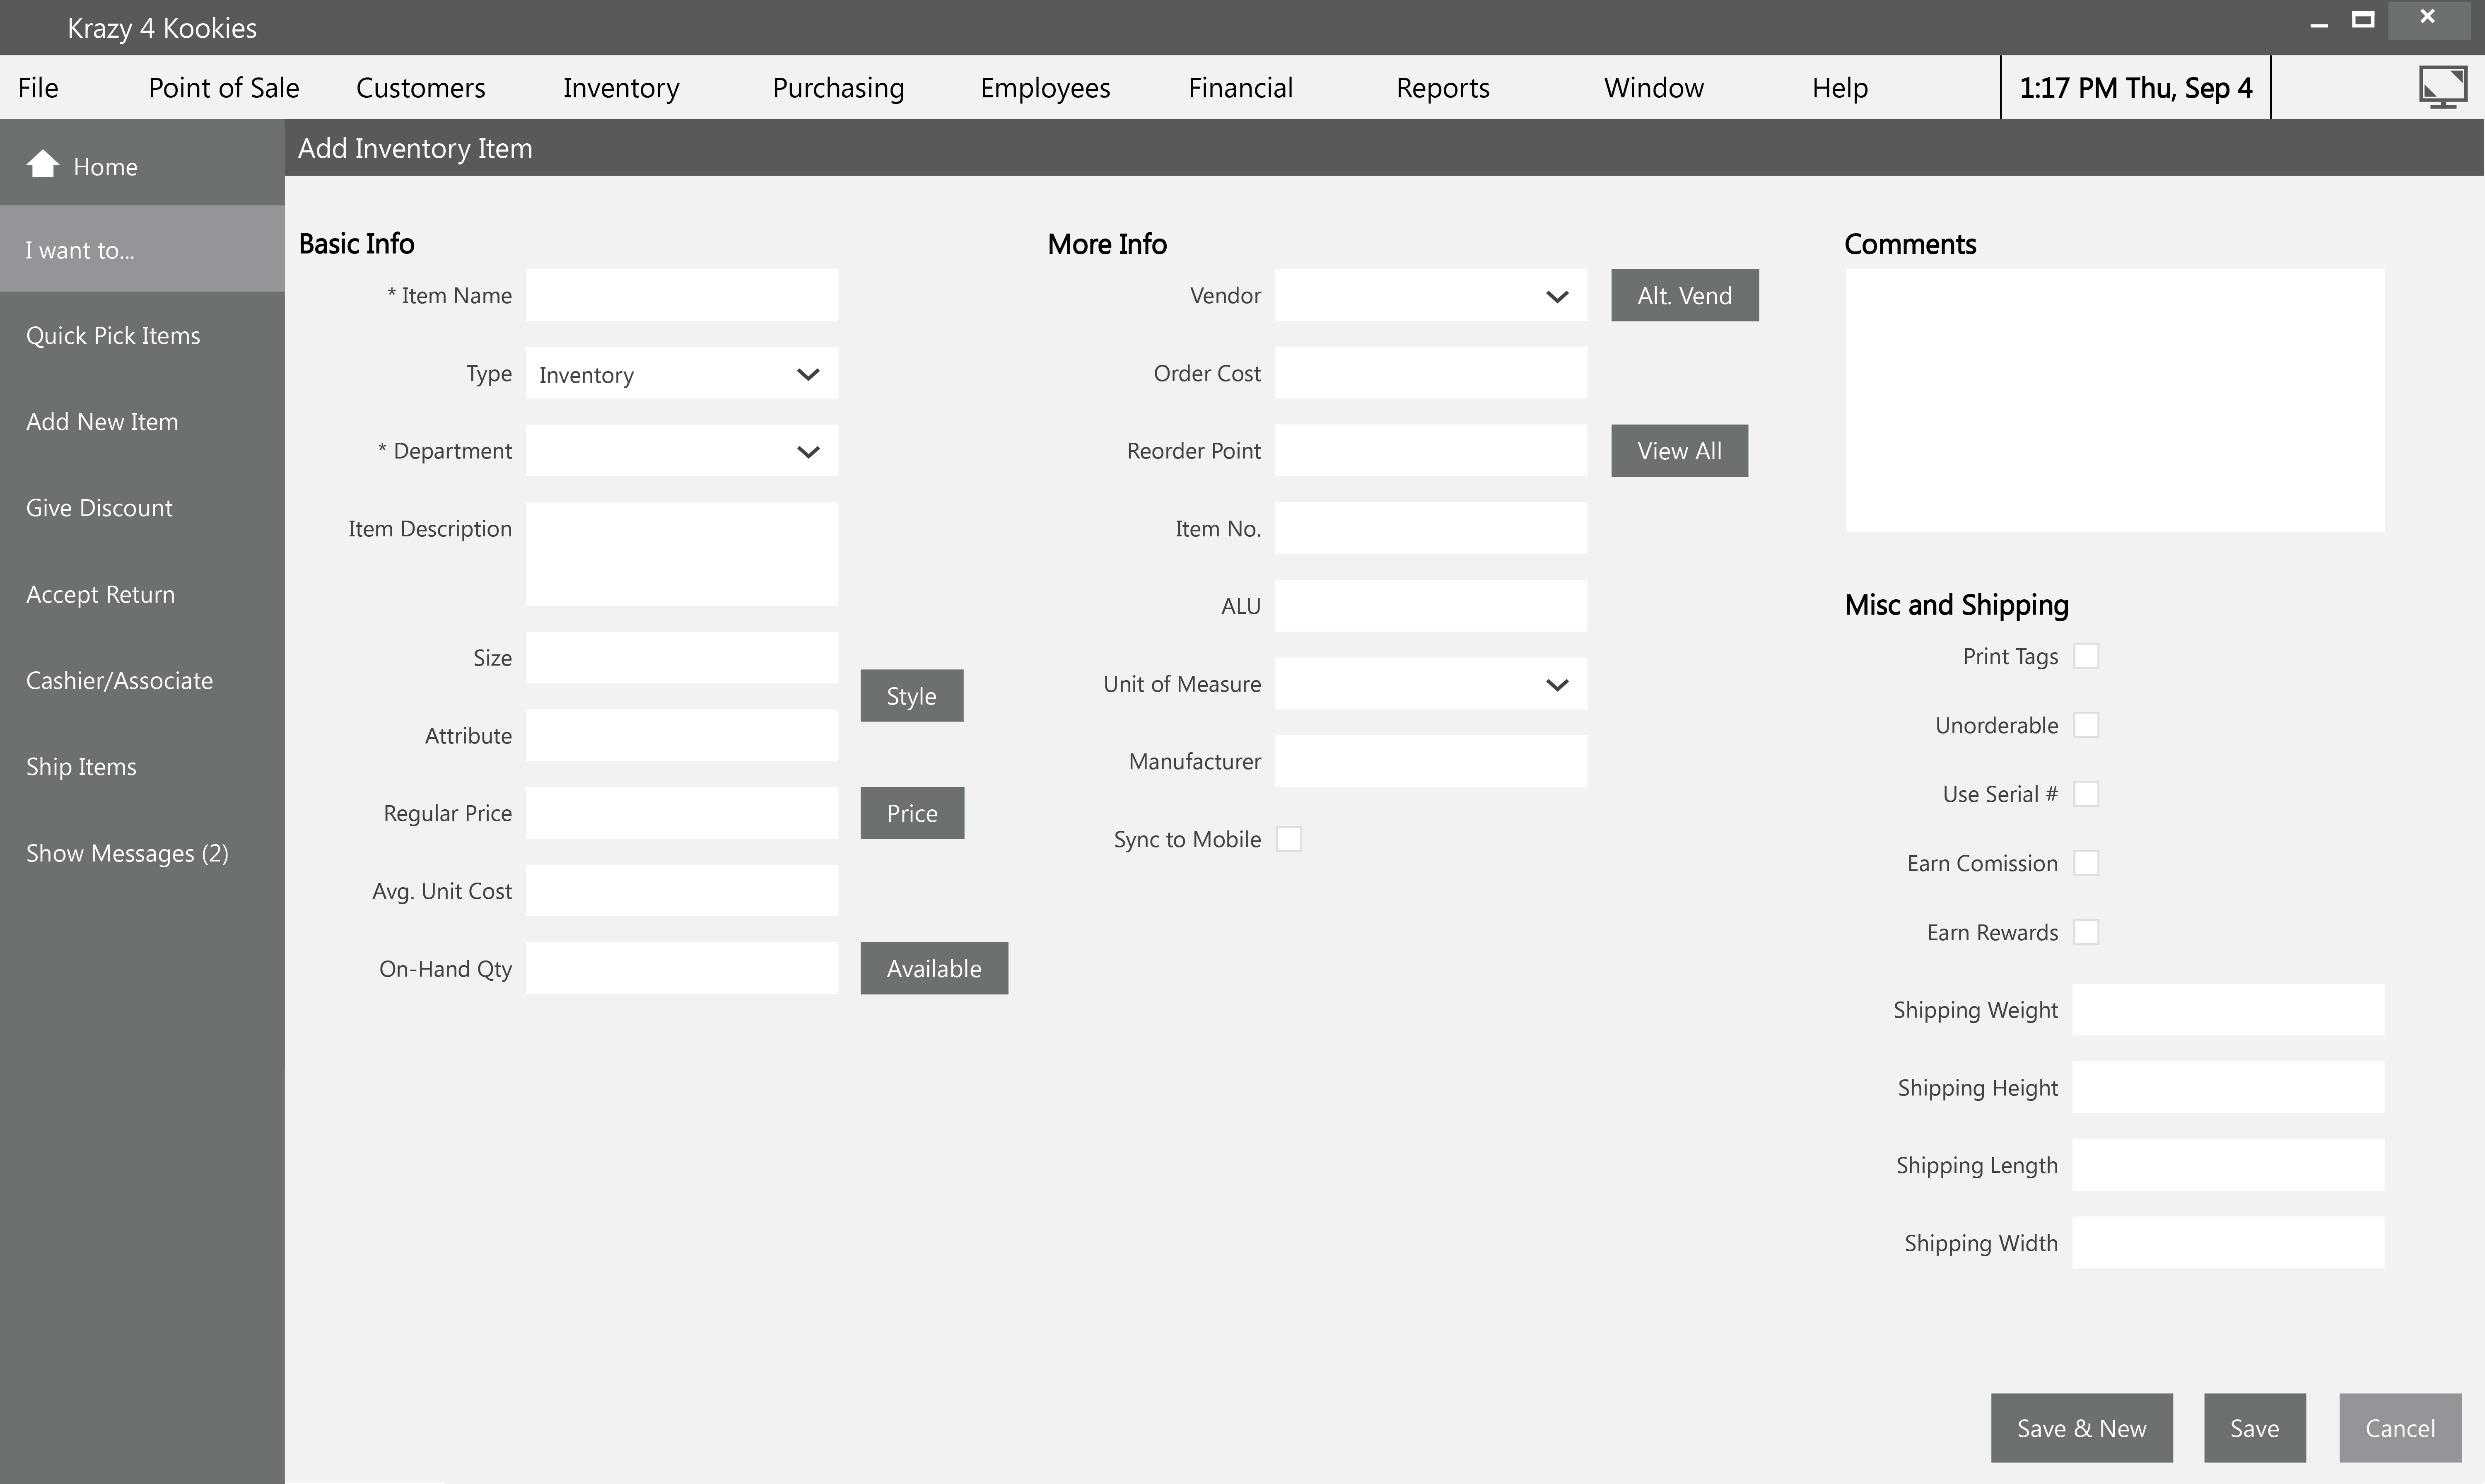 Krazy 4 Kookies
File Point of Sale Customers Inventory Purchasing Employees Financial Reports Window Help 1:17 PM Thu, Sep 4
Home
I want to...
Quick Pick Items
Add New Item
Give Discount
Accept Return
Cashier/Associate
Ship Items
Show Messages (2)
Add Inventory Item
Basic Info
* Item Name
Type Inventory
* Department
Item Description
Size
Style
Attribute
Regular Price Price
Avg. Unit Cost
On-Hand Qty Available
More Info
Vendor Alt. Vend
Order Cost
Reorder Point View All
Item No.
ALU
Unit of Measure
Manufacturer
Sync to Mobile
Comments
Misc and Shipping
Print Tags
Unorderable
Use Serial #
Earn Comission
Earn Rewards
Shipping Weight
Shipping Height
Shipping Length
Shipping Width
Save & New Save Cancel